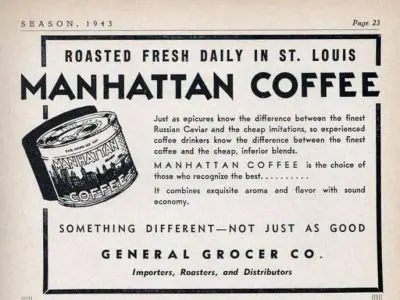 SEASON, 1943
Page 23
ROASTED FRESH DAILY IN ST. LOUIS
MANHATTAN COFFEE
MANHATTAN
COFFEE
Just as epicures know the difference between the finest
Russian Caviar and the cheap imitations, so experienced
coffee drinkers know the difference between the finest
coffee and the cheap, inferior blends.
MANHATTAN COFFEE is the choice of
those who recognize the best..........
It combines exquisite aroma and flavor with sound
economy.
SOMETHING DIFFERENT—NOT JUST AS GOOD
GENERAL GROCER CO.
Importers, Roasters, and Distributors